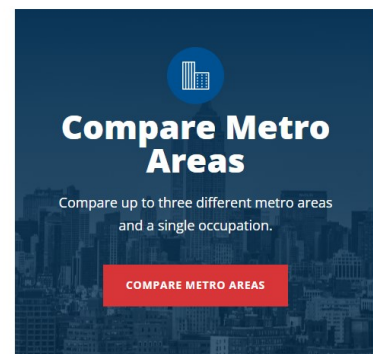 Compare Metro
Areas
Compare up to three different metro areas
and a single occupation.
COMPARE METRO AREAS